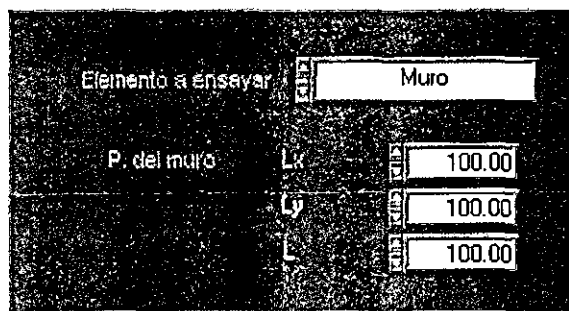 Elemento a ensayar Muro
P. del muro Lx 100.00
Ly 100.00
L 100.00